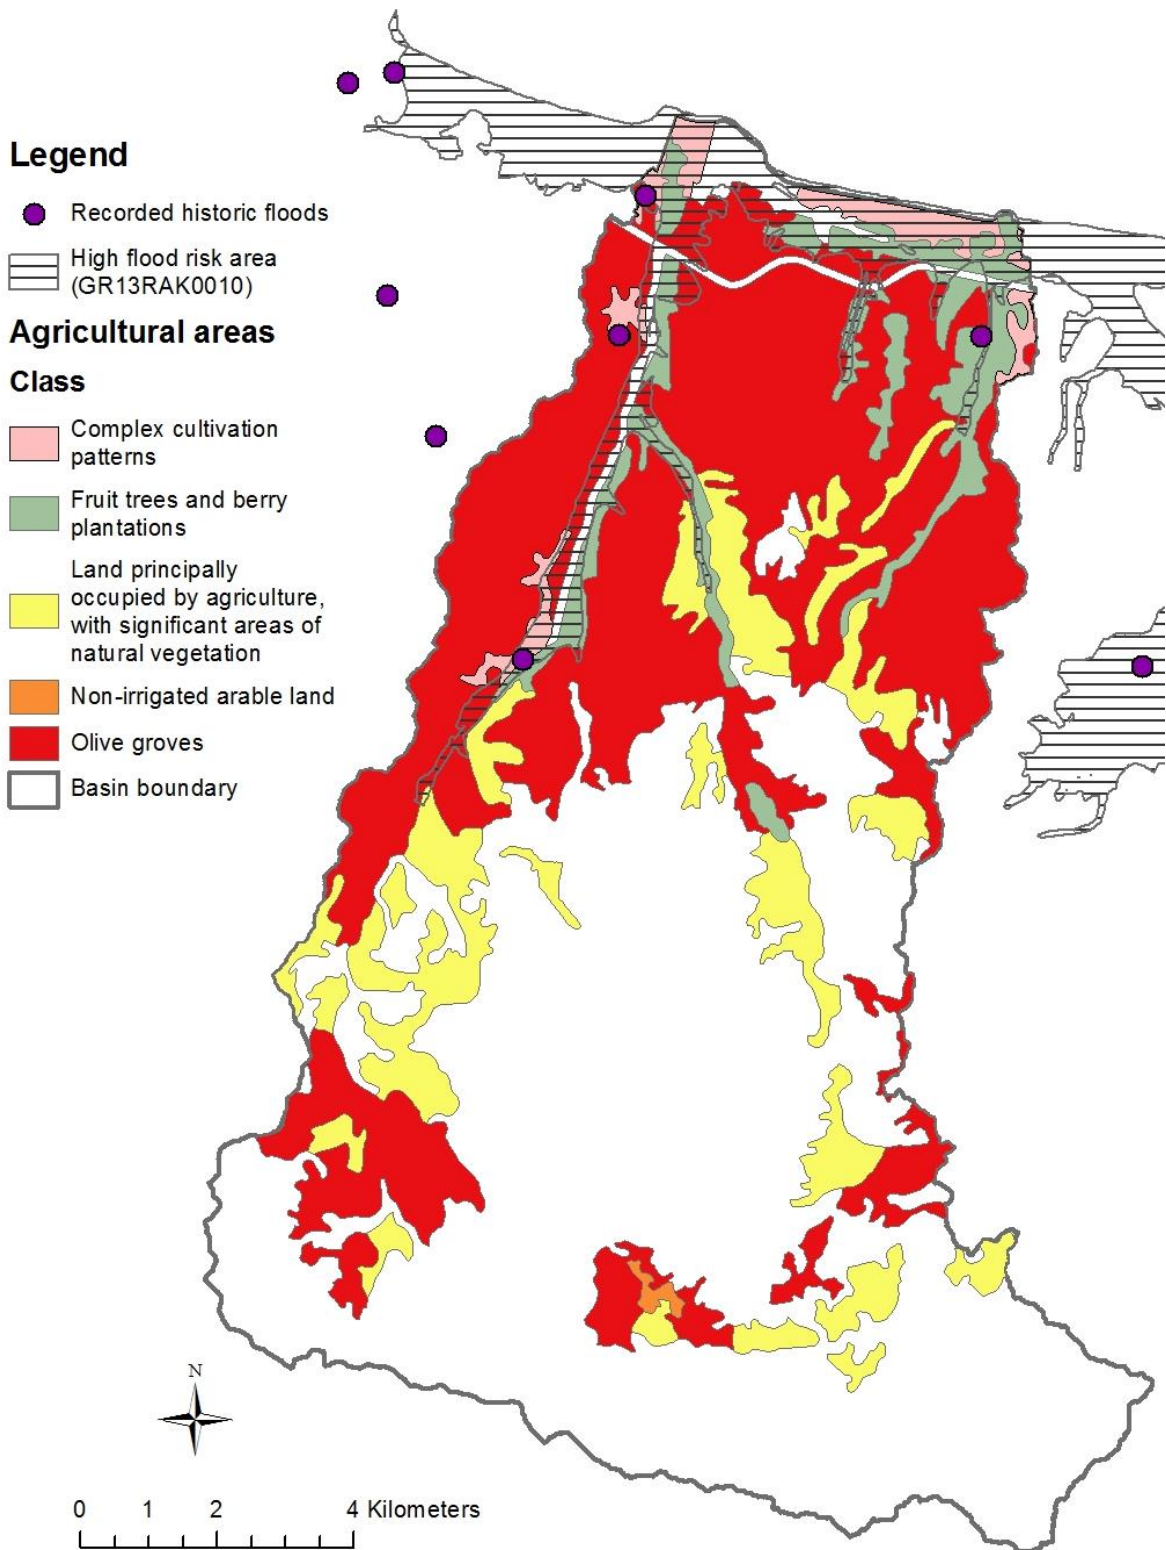 Legend
Recorded historic floods
High flood risk area
(GR13RAK0010)
Agricultural areas
Class
Complex cultivation
patterns
Fruit trees and berry
plantations
Land principally
occupied by agriculture,
with significant areas of
natural vegetation
Non-irrigated arable land
Olive groves
Basin boundary
N
0 1 2 4 Kilometers